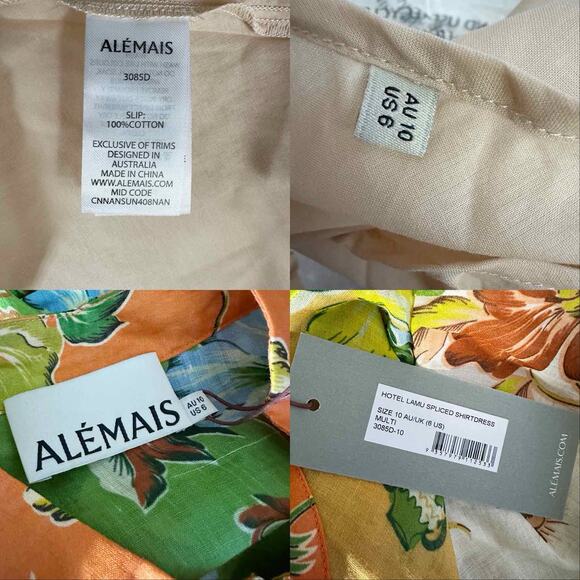 ALÉMAIS
3085D
SLIP:
100%COTTON
EXCLUSIVE OF TRIMS
DESIGNED IN
AUSTRALIA
MADE IN CHINA
WWW.ALEMAIS.COM
MID CODE
CNNANSUN408NAN
AU 10
US 6
ALÉMAIS
AU 10
US 6
HOTEL LAMU SPLICED SHIRTDRESS
SIZE 10 AU/UK (6 US)
MULTI
3085D-10
ALÉMAIS.COM